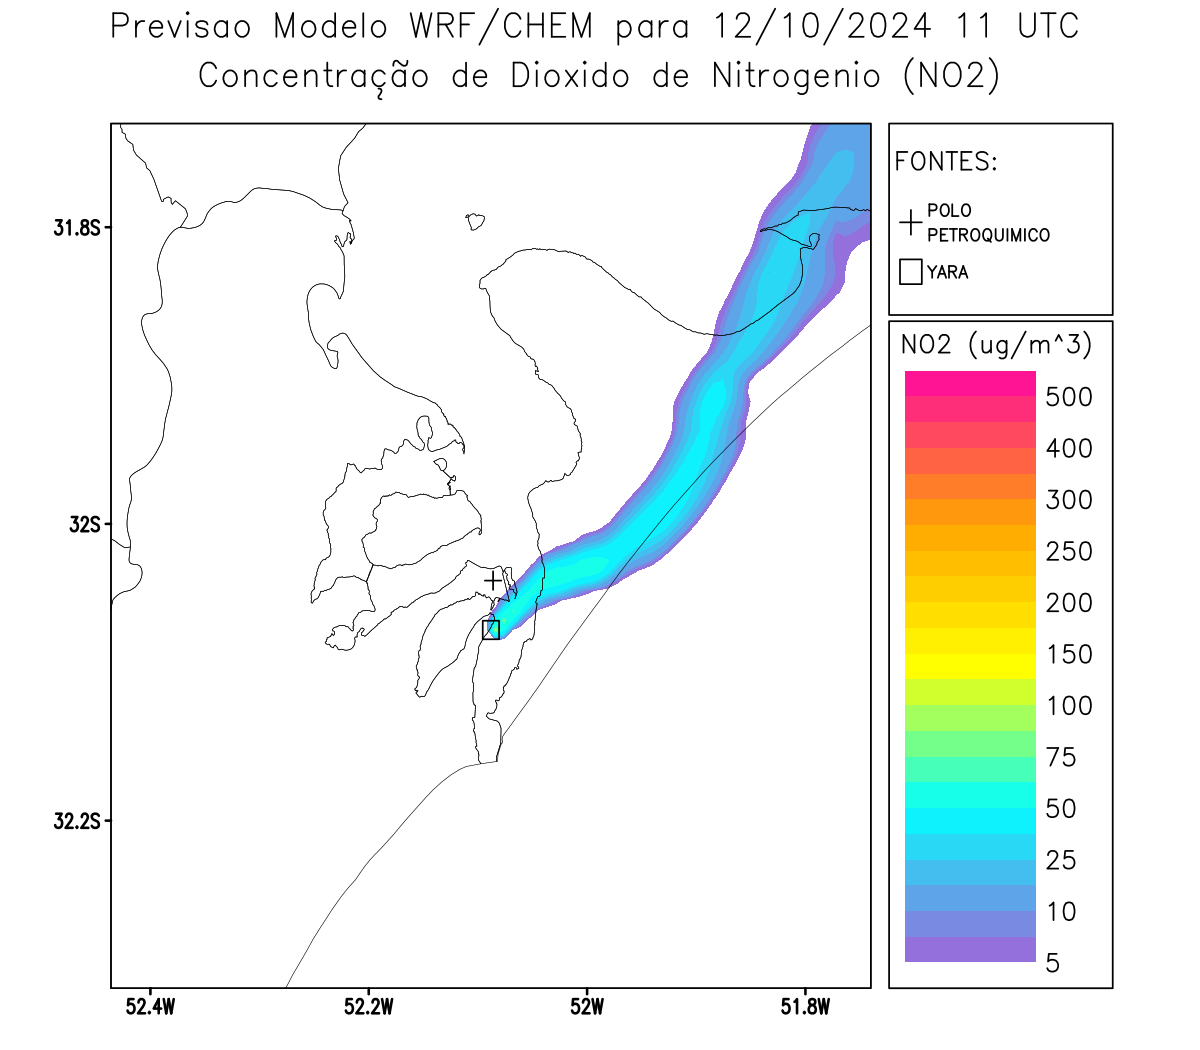 Previsao Modelo WRF/CHEM para 12/10/2024 11 UTC
Concentração de Dioxido de Nitrogenio (NO2)
FONTES:
POLO
PETROQUIMICO
YARA
NO2 (ug/m^3)
500
400
300
250
200
150
100
75
50
25
10
5
31.8S
32S
32.2S
52.4W
52.2W
52W
51.8W